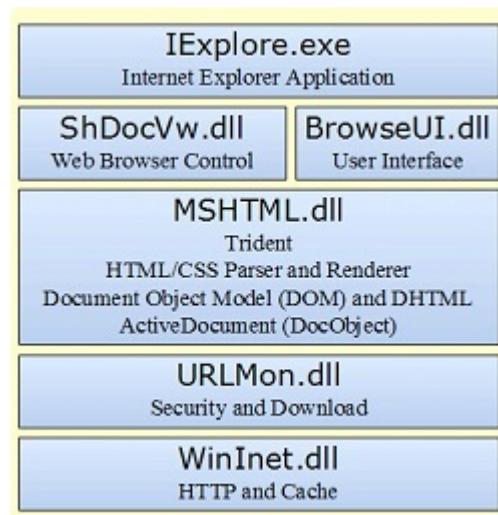 IExplore.exe
Internet Explorer Application
ShDocVw.dll
Web Browser Control
BrowseUI.dll
User Interface
MSHTML.dll
Trident
HTML/CSS Parser and Renderer
Document Object Model (DOM) and DHTML
ActiveDocument (DocObject)
URLMon.dll
Security and Download
WinInet.dll
HTTP and Cache